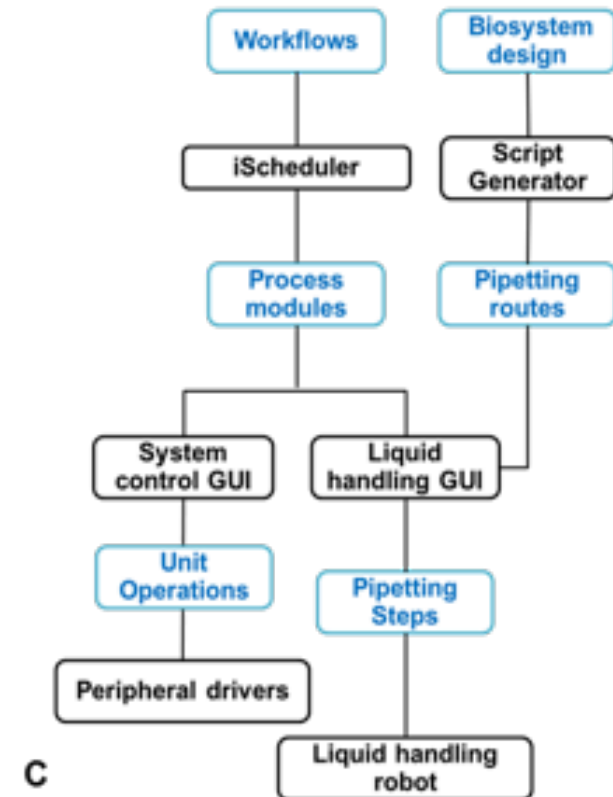 Workflows
Biosystem
design
iScheduler
Script
Generator
Process
modules
Pipetting
routes
System
control GUI
Liquid
handling GUI
Unit
Operations
Pipetting
Steps
Peripheral drivers
Liquid handling
robot
C